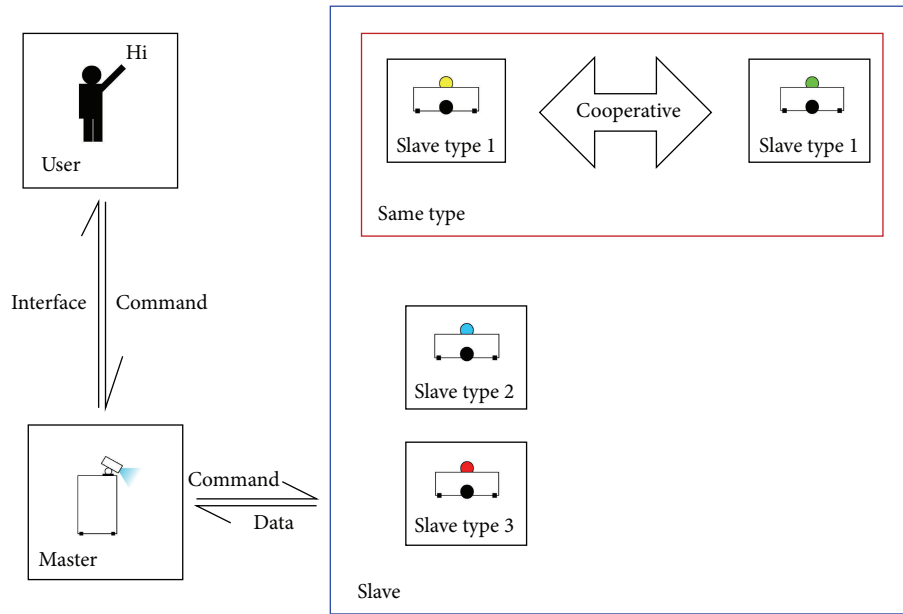 Hi
User
Interface
Command
Master
Command
Data
Slave type 1
Cooperative
Slave type 1
Same type
Slave type 2
Slave type 3
Slave